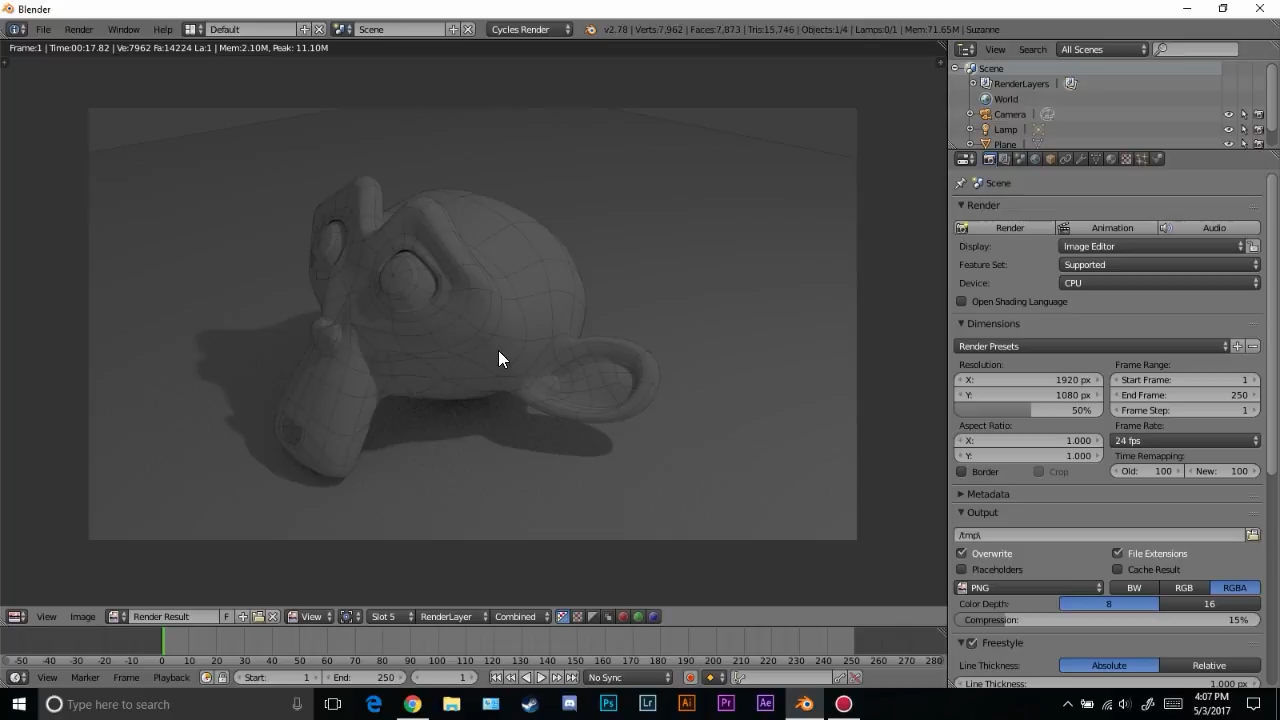 Blender
File Render Window Help Default Scene Cycles Render v2.78 | Verts:7,962 | Faces:7,873 | Tris:15,746 | Objects:1/4 | Lamps:0/1 | Mem:71.65M | Suzanne
Frame:1 | Time:00:17.82 | Ve:7962 Fa:14224 La:1 | Mem:2.10M, Peak: 11.10M
View Search All Scenes
Scene
RenderLayers
World
Camera
Lamp
Plane
Scene
Render
Render Animation Audio
Display: Image Editor
Feature Set: Supported
Device: CPU
Open Shading Language
Dimensions
Render Presets
Resolution: Frame Range:
X: 1920 px Start Frame: 1
Y: 1080 px End Frame: 250
50% Frame Step: 1
Aspect Ratio: Frame Rate:
X: 1.000 24 fps
Y: 1.000 Time Remapping:
Border Crop Old: 100 New: 100
Metadata
Output
/tmp\
Overwrite File Extensions
Placeholders Cache Result
PNG BW RGB RGBA
Color Depth: 8 16
Compression: 15%
Freestyle
Line Thickness: Absolute Relative
Line Thickness: 1.000 px
View Image Render Result F View Slot 5 RenderLayer Combined
-50 -40 -30 -20 -10 0 10 20 30 40 50 60 70 80 90 100 110 120 130 140 150 160 170 180 190 200 210 220 230 240 250 260 270 280
View Marker Frame Playback Start: 1 End: 250 1 No Sync
Type here to search Ps Lr Ai Pr Ae 4:07 PM
5/3/2017